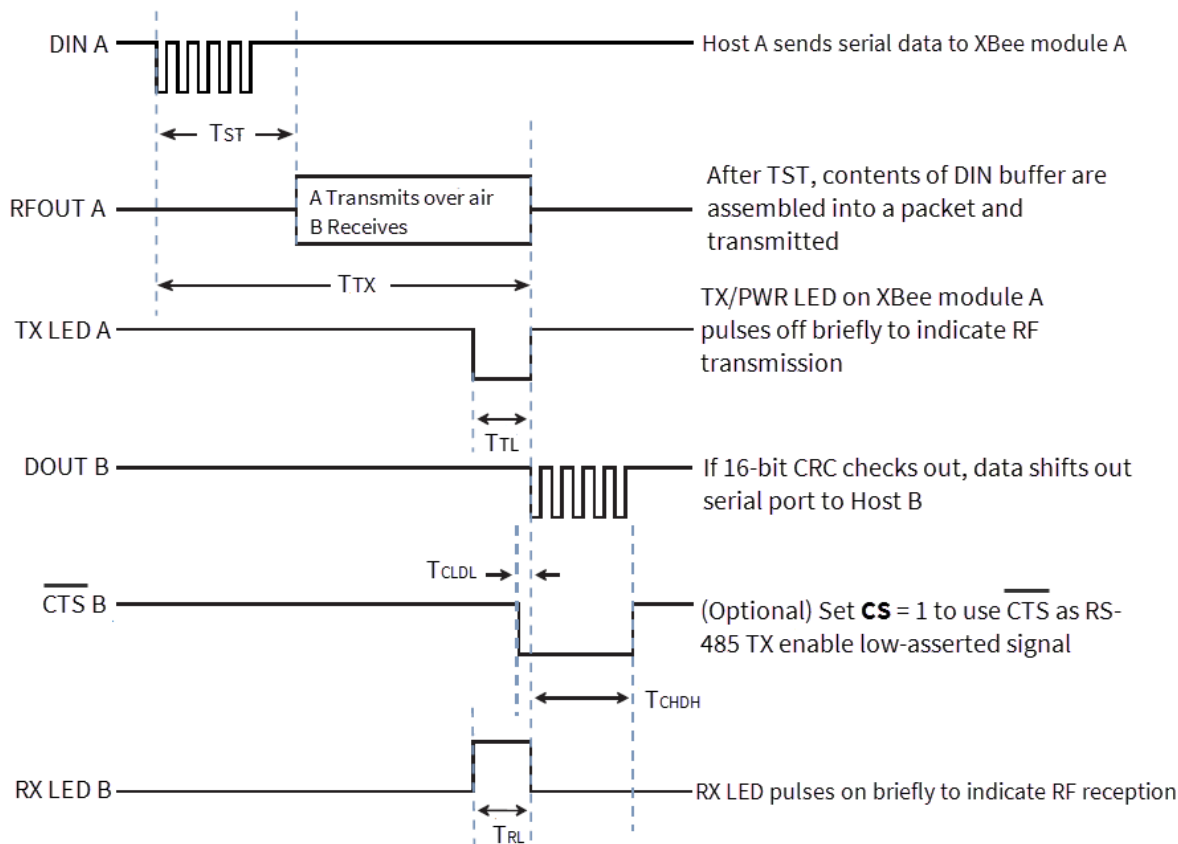 DIN A
Host A sends serial data to XBee module A
TST
RFOUT A
A Transmits over air
B Receives
After TST, contents of DIN buffer are
assembled into a packet and
transmitted
TTX
TX LED A
TX/PWR LED on XBee module A
pulses off briefly to indicate RF
transmission
TTL
DOUT B
If 16-bit CRC checks out, data shifts out
serial port to Host B
TCLDL
CTS B
(Optional) Set CS = 1 to use CTS as RS-
485 TX enable low-asserted signal
TCHDH
RX LED B
RX LED pulses on briefly to indicate RF reception
TRL